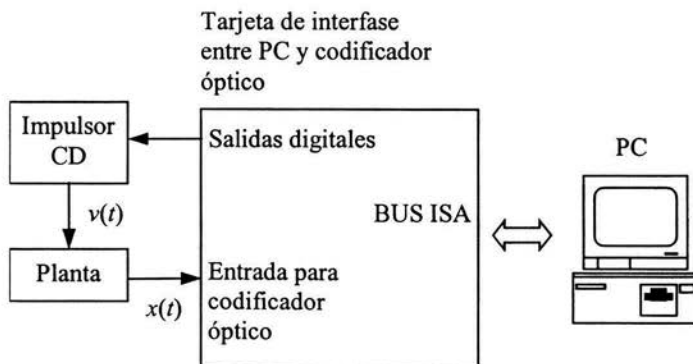 Tarjeta de interfase
entre PC y codificador
óptico
Impulsor
CD
Salidas digitales
PC
v(t)
BUS ISA
Planta
x(t)
Entrada para
codificador
óptico